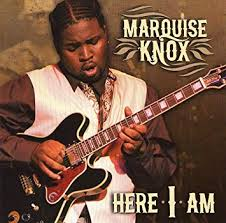 MARQUISE
KNOX
HERE · I · AM